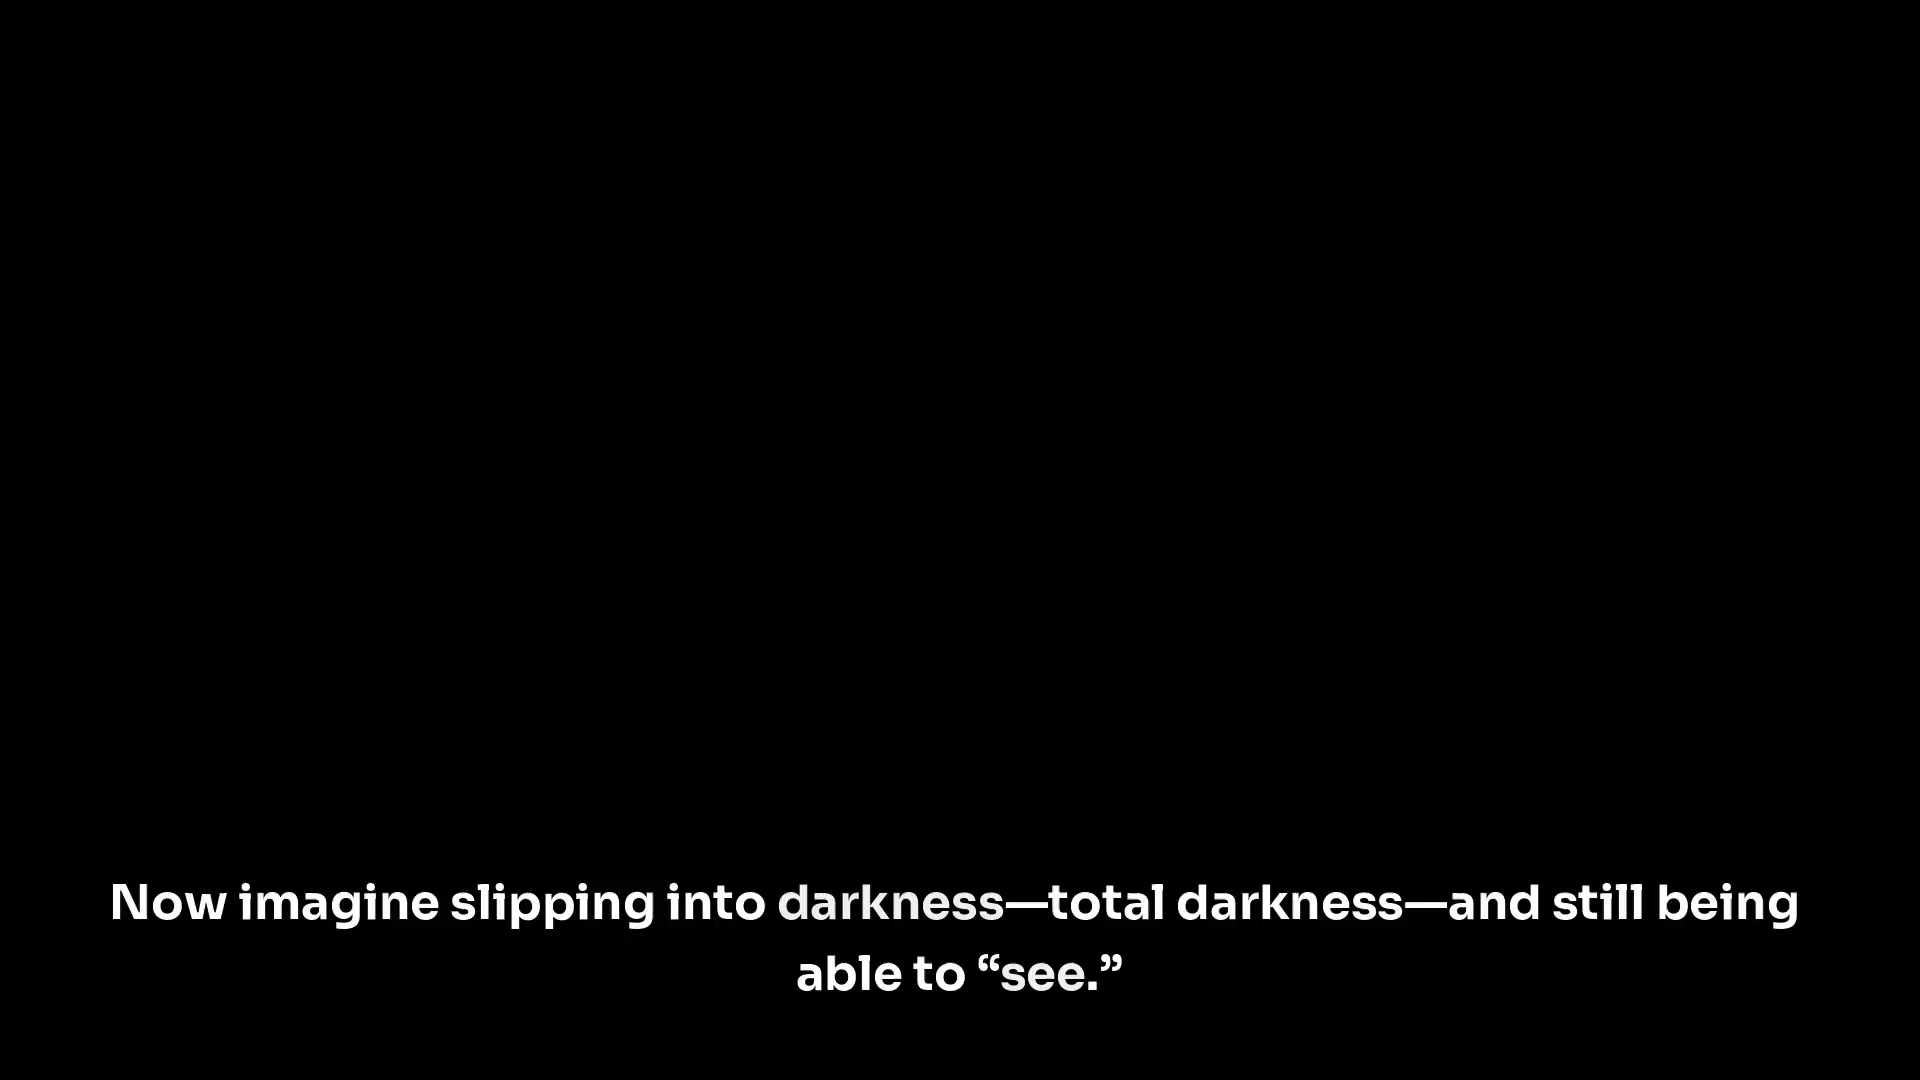 Now imagine slipping into darkness—total darkness—and still being
able to “see.”